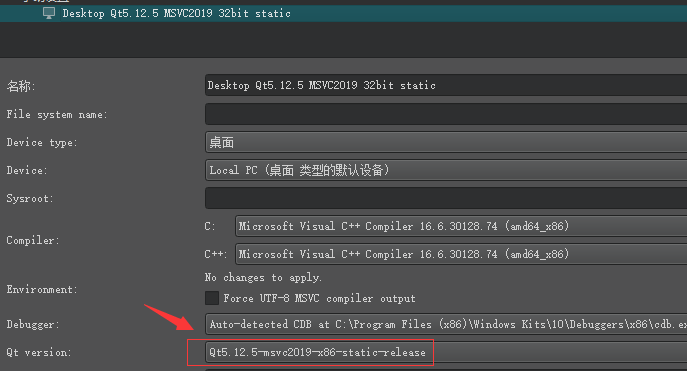 Desktop Qt5.12.5 MSVC2019 32bit static
名称:
Desktop Qt5.12.5 MSVC2019 32bit static
File system name:
Device type:
桌面
Device:
Local PC (桌面 类型的默认设备)
Sysroot:
Compiler:
C:
Microsoft Visual C++ Compiler 16.6.30128.74 (amd64_x86)
C++:
Microsoft Visual C++ Compiler 16.6.30128.74 (amd64_x86)
Environment:
No changes to apply.
Force UTF-8 MSVC compiler output
Debugger:
Auto-detected CDB at C:\Program Files (x86)\Windows Kits\10\Debuggers\x86\cdb.ex
Qt version:
Qt5.12.5-msvc2019-x86-static-release